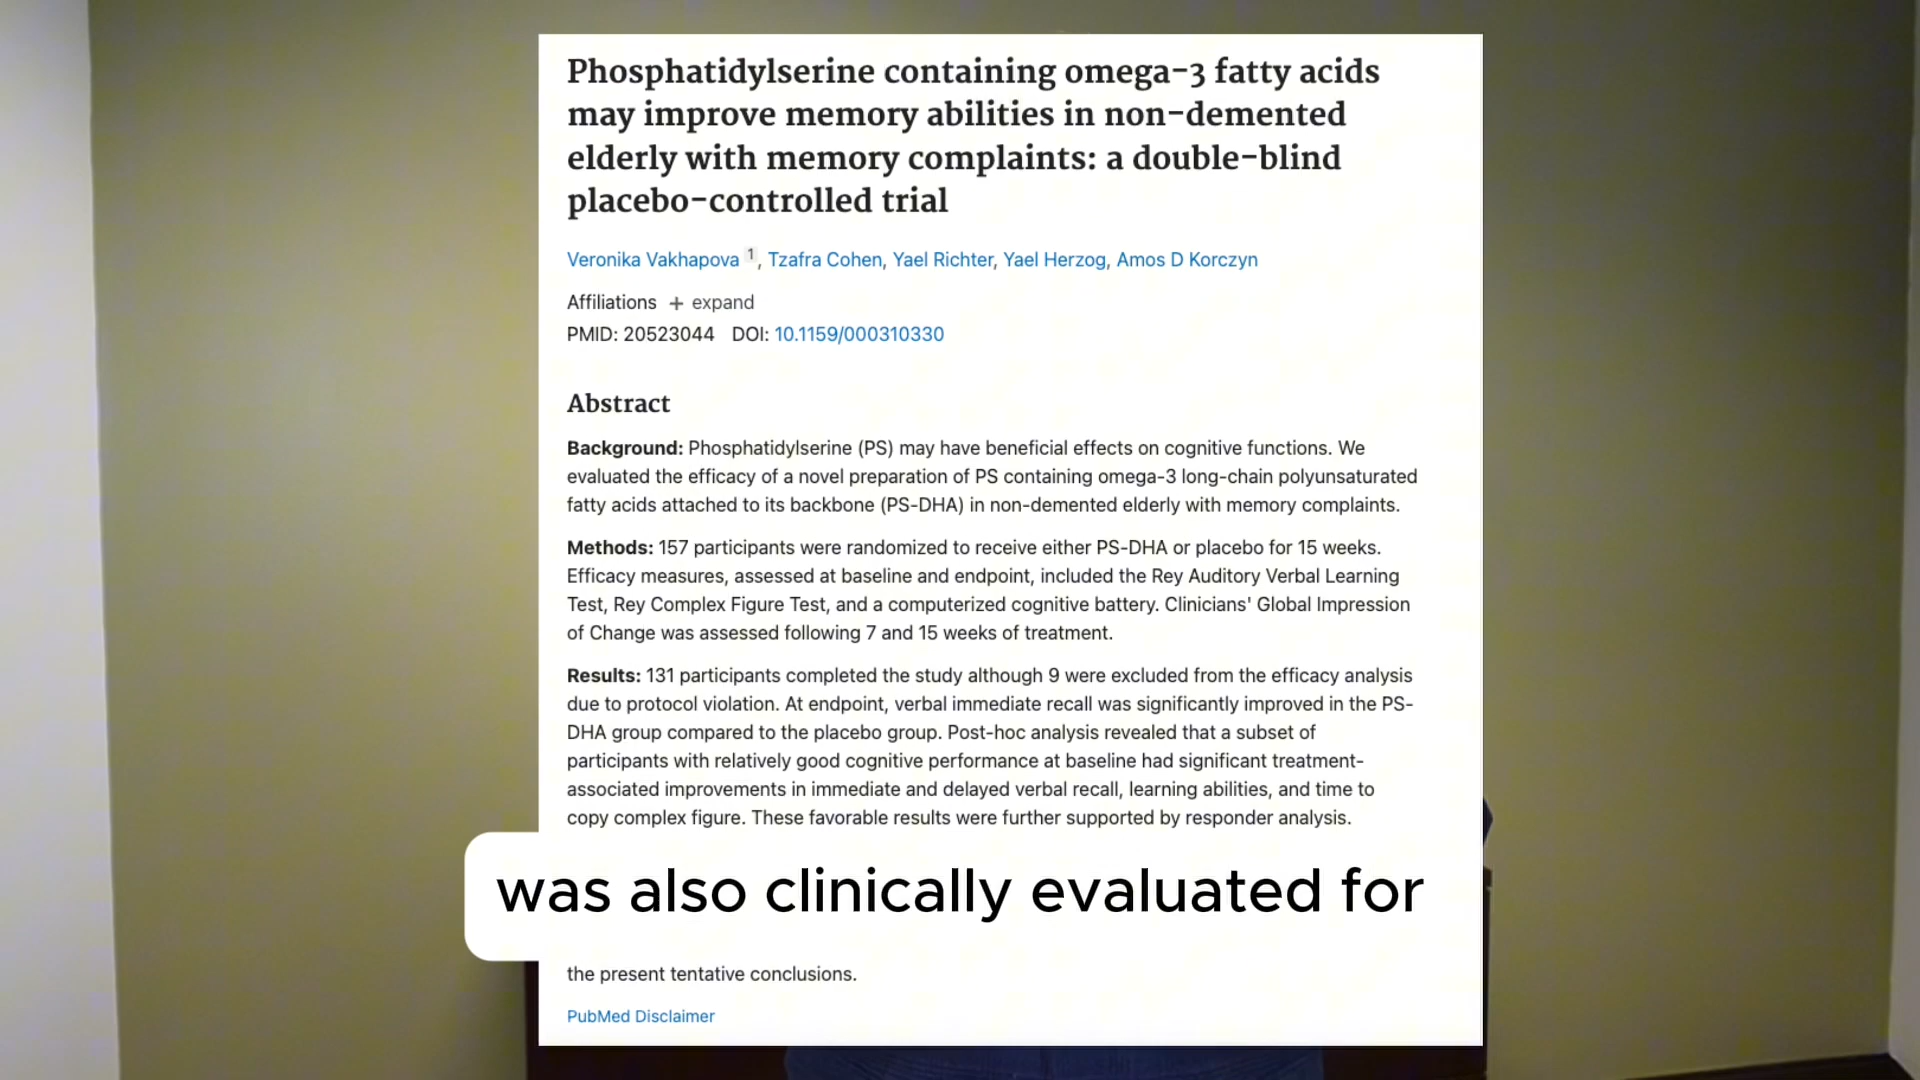 Phosphatidylserine containing omega-3 fatty acids
may improve memory abilities in non-demented
elderly with memory complaints: a double-blind
placebo-controlled trial
Veronika Vakhapova 1, Tzafra Cohen, Yael Richter, Yael Herzog, Amos D Korczyn
Affiliations + expand
PMID: 20523044 DOI: 10.1159/000310330
Abstract
Background: Phosphatidylserine (PS) may have beneficial effects on cognitive functions. We
evaluated the efficacy of a novel preparation of PS containing omega-3 long-chain polyunsaturated
fatty acids attached to its backbone (PS-DHA) in non-demented elderly with memory complaints.
Methods: 157 participants were randomized to receive either PS-DHA or placebo for 15 weeks.
Efficacy measures, assessed at baseline and endpoint, included the Rey Auditory Verbal Learning
Test, Rey Complex Figure Test, and a computerized cognitive battery. Clinicians' Global Impression
of Change was assessed following 7 and 15 weeks of treatment.
Results: 131 participants completed the study although 9 were excluded from the efficacy analysis
due to protocol violation. At endpoint, verbal immediate recall was significantly improved in the PS-
DHA group compared to the placebo group. Post-hoc analysis revealed that a subset of
participants with relatively good cognitive performance at baseline had significant treatment-
associated improvements in immediate and delayed verbal recall, learning abilities, and time to
copy complex figure. These favorable results were further supported by responder analysis.
was also clinically evaluated for
the present tentative conclusions.
PubMed Disclaimer